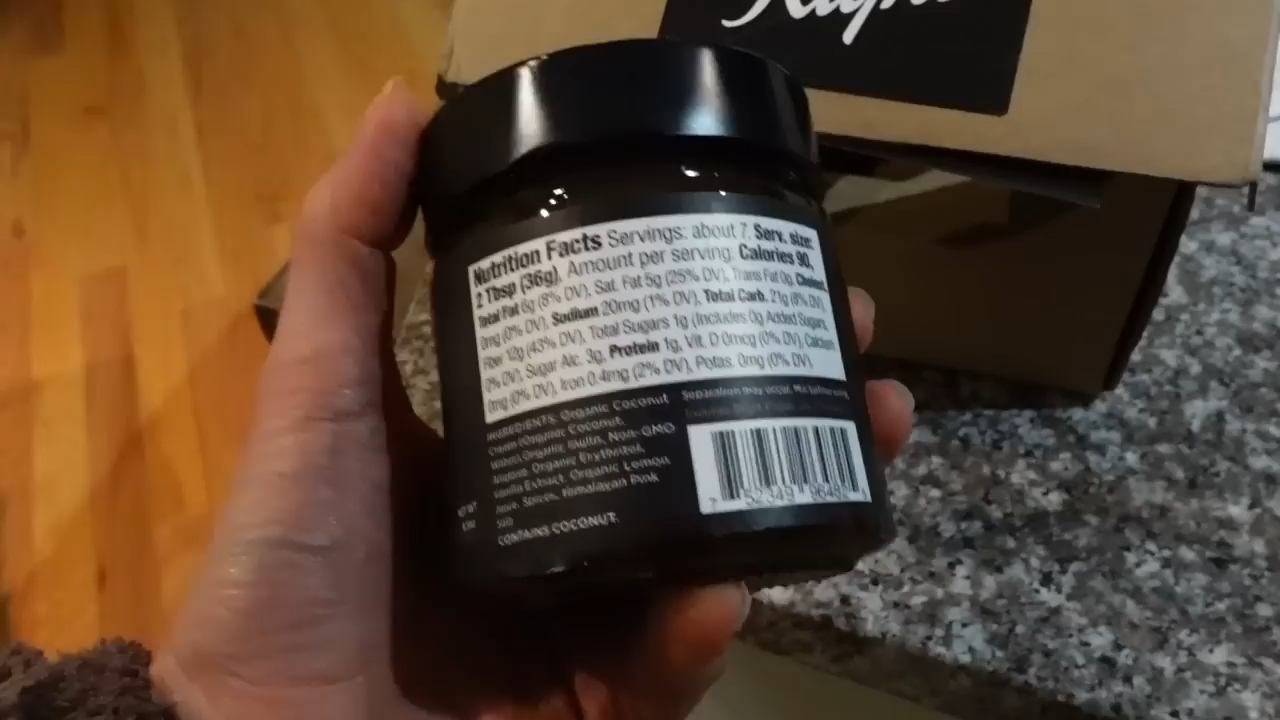 Nutrition Facts Servings: about 7, Serv. size:
2 Tbsp (36g), Amount per serving: Calories 90,
Total Fat 6g (8% DV), Sat. Fat 5g (25% DV), Trans Fat 0g, Cholest.
0mg (0% DV), Sodium 20mg (1% DV), Total Carb. 21g (8% DV),
Fiber 12g (43% DV), Total Sugars 1g (Includes 0g Added Sugars,
0% DV), Sugar Alc. 3g, Protein 1g, Vit. D 0mcg (0% DV), Calcium
0mg (0% DV), Iron 0.4mg (2% DV), Potas. 0mg (0% DV).
INGREDIENTS: Organic Coconut
Cream (Organic Coconut,
Water), Organic Inulin, Non-GMO
Organic Erythritol,
Vanilla Extract, Organic Lemon
Juice, Spices, Himalayan Pink
Salt
CONTAINS COCONUT.
Separation may occur. Mix before
7 52349